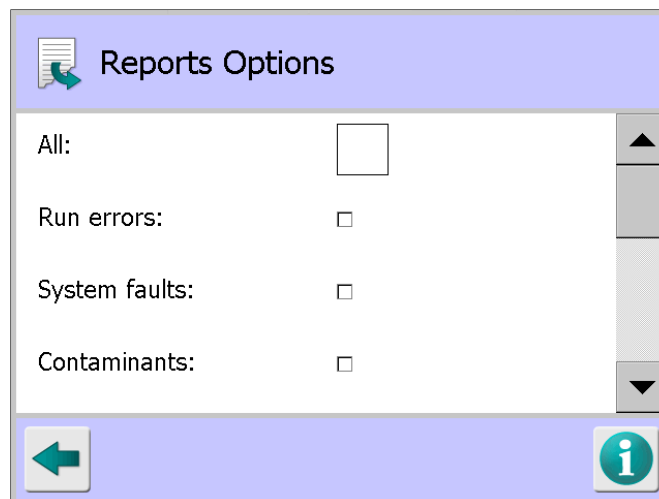 Reports Options
All:
Run errors:
System faults:
Contaminants: